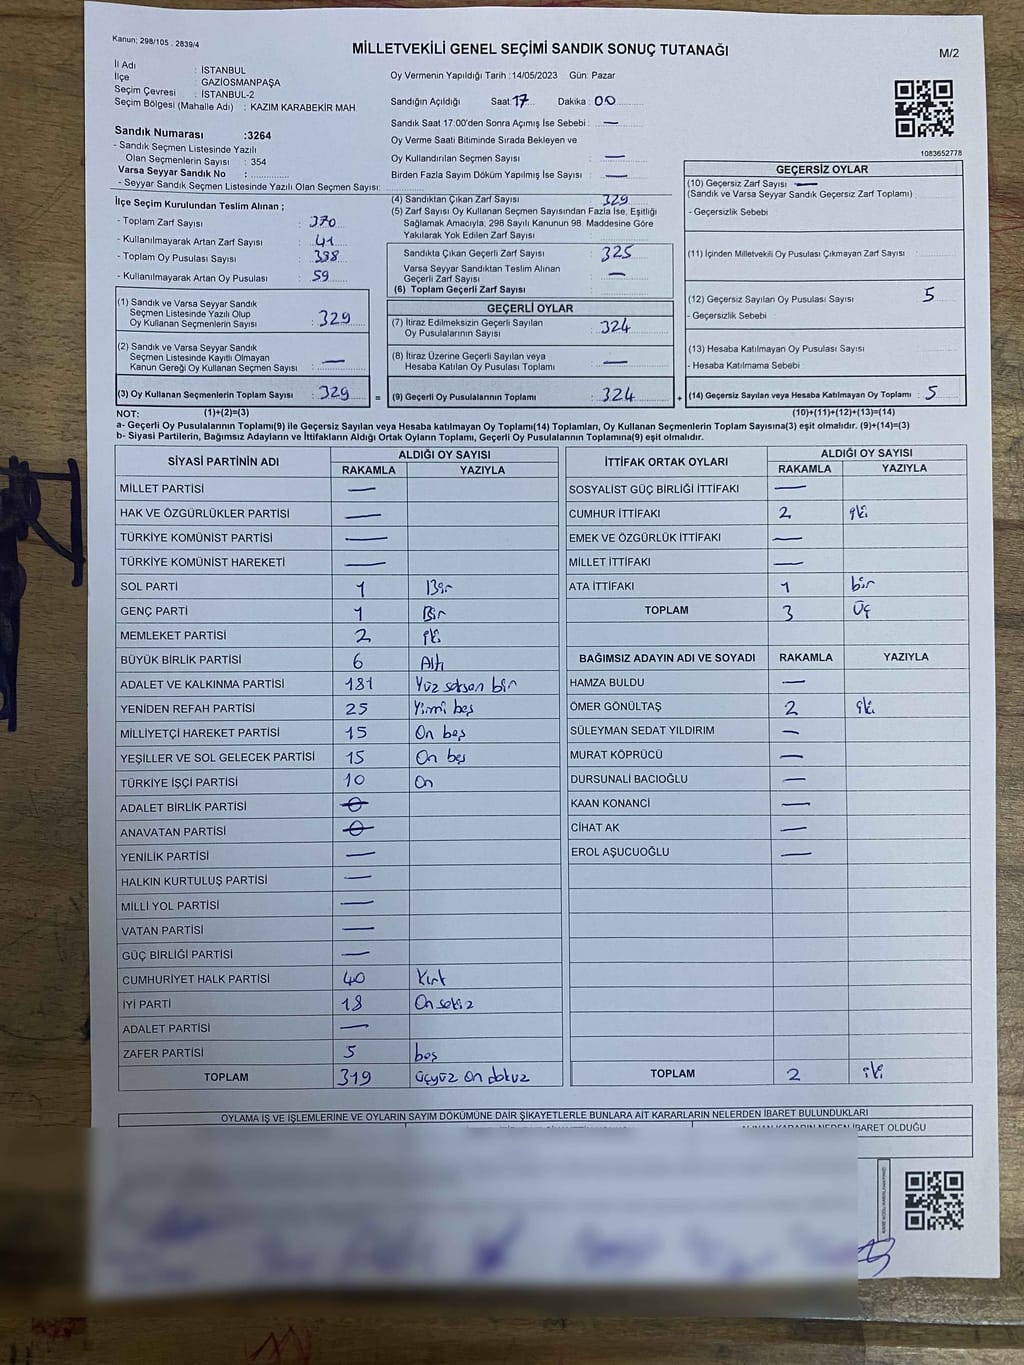 Kanun; 298/105 : 2839/4
MİLLETVEKİLİ GENEL SEÇİMİ SANDIK SONUÇ TUTANAĞI
M/2
İl Adı : İSTANBUL
İlçe : GAZİOSMANPAŞA
Seçim Çevresi : İSTANBUL-2
Seçim Bölgesi (Mahalle Adı) : KAZIM KARABEKİR MAH.
Oy Vermenin Yapıldığı Tarih :14/05/2023 Gün: Pazar
Sandığın Açıldığı Saat: 17 Dakika : 00
Sandık Saat 17:00'den Sonra Açımış İse Sebebi : —
Oy Verme Saati Bitiminde Sırada Bekleyen ve
Oy Kullandırılan Seçmen Sayısı : —
Birden Fazla Sayım Döküm Yapılmış İse Sayısı : —
Sandık Numarası :3264
- Sandık Seçmen Listesinde Yazılı
Olan Seçmenlerin Sayısı : 354
Varsa Seyyar Sandık No :
- Seyyar Sandık Seçmen Listesinde Yazılı Olan Seçmen Sayısı:
1083652778
İlçe Seçim Kurulundan Teslim Alınan ;
- Toplam Zarf Sayısı : 370
- Kullanılmayarak Artan Zarf Sayısı : 41
- Toplam Oy Pusulası Sayısı : 388
- Kullanılmayarak Artan Oy Pusulası : 59
(1) Sandık ve Varsa Seyyar Sandık
Seçmen Listesinde Yazılı Olup
Oy Kullanan Seçmenlerin Sayısı : 329
(2) Sandık ve Varsa Seyyar Sandık
Seçmen Listesinde Kayıtlı Olmayan
Kanun Gereği Oy Kullanan Seçmen Sayısı : —
(3) Oy Kullanan Seçmenlerin Toplam Sayısı : 329
=
(4) Sandıktan Çıkan Zarf Sayısı : 329
(5) Zarf Sayısı Oy Kullanan Seçmen Sayısından Fazla İse, Eşitliği
Sağlamak Amacıyla, 298 Sayılı Kanunun 98. Maddesine Göre
Yakılarak Yok Edilen Zarf Sayısı :
Sandıkta Çıkan Geçerli Zarf Sayısı : 325
Varsa Seyyar Sandıktan Teslim Alınan
Geçerli Zarf Sayısı : —
(6) Toplam Geçerli Zarf Sayısı :
GEÇERLİ OYLAR
(7) İtiraz Edilmeksizin Geçerli Sayılan
Oy Pusulalarının Sayısı : 324
(8) İtiraz Üzerine Geçerli Sayılan veya
Hesaba Katılan Oy Pusulası Toplamı : —
(9) Geçerli Oy Pusulalarının Toplamı : 324
+
GEÇERSİZ OYLAR
(10) Geçersiz Zarf Sayısı : —
(Sandık ve Varsa Seyyar Sandık Geçersiz Zarf Toplamı)
- Geçersizlik Sebebi
(11) İçinden Milletvekili Oy Pusulası Çıkmayan Zarf Sayısı :
(12) Geçersiz Sayılan Oy Pusulası Sayısı : 5
- Geçersizlik Sebebi
(13) Hesaba Katılmayan Oy Pusulası Sayısı :
- Hesaba Katılmama Sebebi
(14) Geçersiz Sayılan veya Hesaba Katılmayan Oy Toplamı : 5
NOT: (1)+(2)=(3) (10)+(11)+(12)+(13)=(14)
a- Geçerli Oy Pusulalarının Toplamı(9) ile Geçersiz Sayılan veya Hesaba katılmayan Oy Toplamı(14) Toplamları, Oy Kullanan Seçmenlerin Toplam Sayısına(3) eşit olmalıdır. (9)+(14)=(3)
b- Siyasi Partilerin, Bağımsız Adayların ve İttifakların Aldığı Ortak Oyların Toplamı, Geçerli Oy Pusulalarının Toplamına(9) eşit olmalıdır.
SİYASİ PARTİNİN ADI ALDIĞI OY SAYISI
RAKAMLA YAZIYLA
MİLLET PARTİSİ —
HAK VE ÖZGÜRLÜKLER PARTİSİ —
TÜRKİYE KOMÜNİST PARTİSİ —
TÜRKİYE KOMÜNİST HAREKETİ —
SOL PARTİ 1 Bir
GENÇ PARTİ 1 Bir
MEMLEKET PARTİSİ 2 iki
BÜYÜK BİRLİK PARTİSİ 6 Altı
ADALET VE KALKINMA PARTİSİ 181 Yüz seksen bir
YENİDEN REFAH PARTİSİ 25 Yirmi beş
MİLLİYETÇİ HAREKET PARTİSİ 15 On beş
YEŞİLLER VE SOL GELECEK PARTİSİ 15 On beş
TÜRKİYE İŞÇİ PARTİSİ 10 On
ADALET BİRLİK PARTİSİ 0
ANAVATAN PARTİSİ 0
YENİLİK PARTİSİ —
HALKIN KURTULUŞ PARTİSİ —
MİLLİ YOL PARTİSİ —
VATAN PARTİSİ —
GÜÇ BİRLİĞİ PARTİSİ —
CUMHURİYET HALK PARTİSİ 40 Kırk
İYİ PARTİ 18 On sekiz
ADALET PARTİSİ —
ZAFER PARTİSİ 5 beş
TOPLAM 319 üçyüz on dokuz
İTTİFAK ORTAK OYLARI ALDIĞI OY SAYISI
RAKAMLA YAZIYLA
SOSYALİST GÜÇ BİRLİĞİ İTTİFAKI —
CUMHUR İTTİFAKI 2 iki
EMEK VE ÖZGÜRLÜK İTTİFAKI —
MİLLET İTTİFAKI —
ATA İTTİFAKI 1 bir
TOPLAM 3 Üç
BAĞIMSIZ ADAYIN ADI VE SOYADI RAKAMLA YAZIYLA
HAMZA BULDU —
ÖMER GÖNÜLTAŞ 2 iki
SÜLEYMAN SEDAT YILDIRIM —
MURAT KÖPRÜCÜ —
DURSUNALİ BACIOĞLU —
KAAN KONANCİ —
CİHAT AK —
EROL AŞUCUOĞLU —
TOPLAM 2 iki
OYLAMA İŞ VE İŞLEMLERİNE VE OYLARIN SAYIM DÖKÜMÜNE DAİR ŞİKAYETLERLE BUNLARA AİT KARARLARIN NELERDEN İBARET BULUNDUKLARI
ALINAN KARARIN NEDEN İBARET OLDUĞU